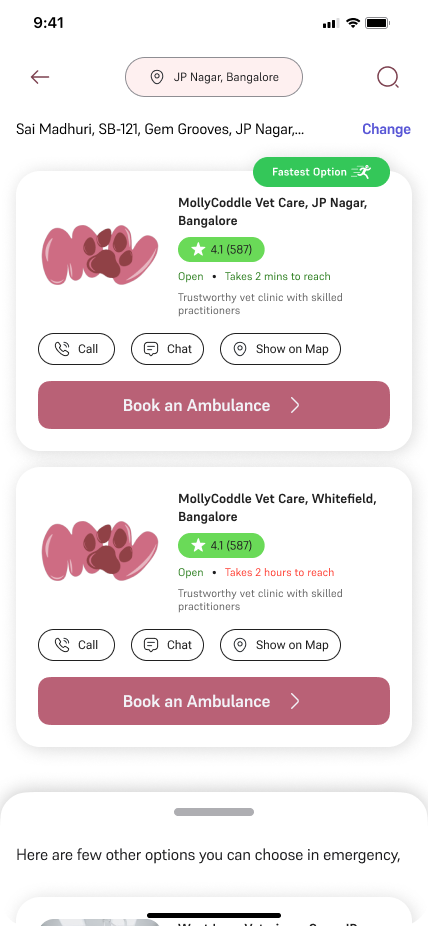 9:41
JP Nagar, Bangalore
Sai Madhuri, SB-121, Gem Grooves, JP Nagar,...
Change
Fastest Option
MollyCoddle Vet Care, JP Nagar,
Bangalore
4.1 (587)
Open • Takes 2 mins to reach
Trustworthy vet clinic with skilled
practitioners
Call
Chat
Show on Map
Book an Ambulance
MollyCoddle Vet Care, Whitefield,
Bangalore
4.1 (587)
Open • Takes 2 hours to reach
Trustworthy vet clinic with skilled
practitioners
Call
Chat
Show on Map
Book an Ambulance
Here are few other options you can choose in emergency,